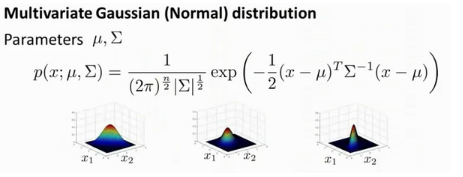 Multivariate Gaussian (Normal) distribution
Parameters μ, Σ
p(x; μ, Σ) = 1 / ((2π)^{n/2} |Σ|^{1/2}) exp(−1/2 (x − μ)^T Σ^{−1} (x − μ))
x₁ x₂ x₁ x₂ x₁ x₂